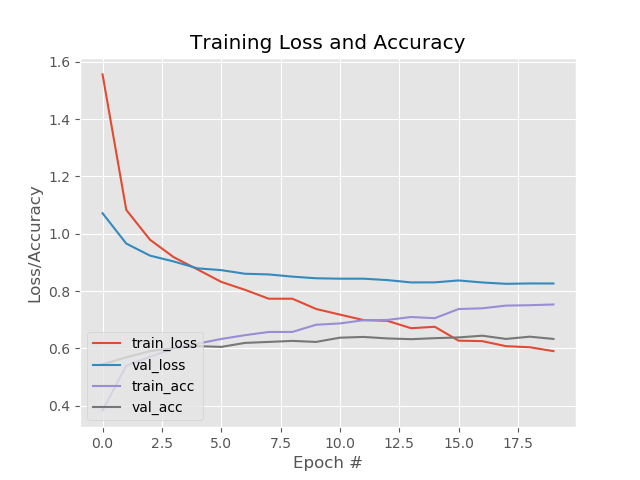 Training Loss and Accuracy
1.6
1.4
1.2
1.0
0.8
0.6
0.4
Loss/Accuracy
train_loss
val_loss
train_acc
val_acc
0.0 2.5 5.0 7.5 10.0 12.5 15.0 17.5
Epoch #